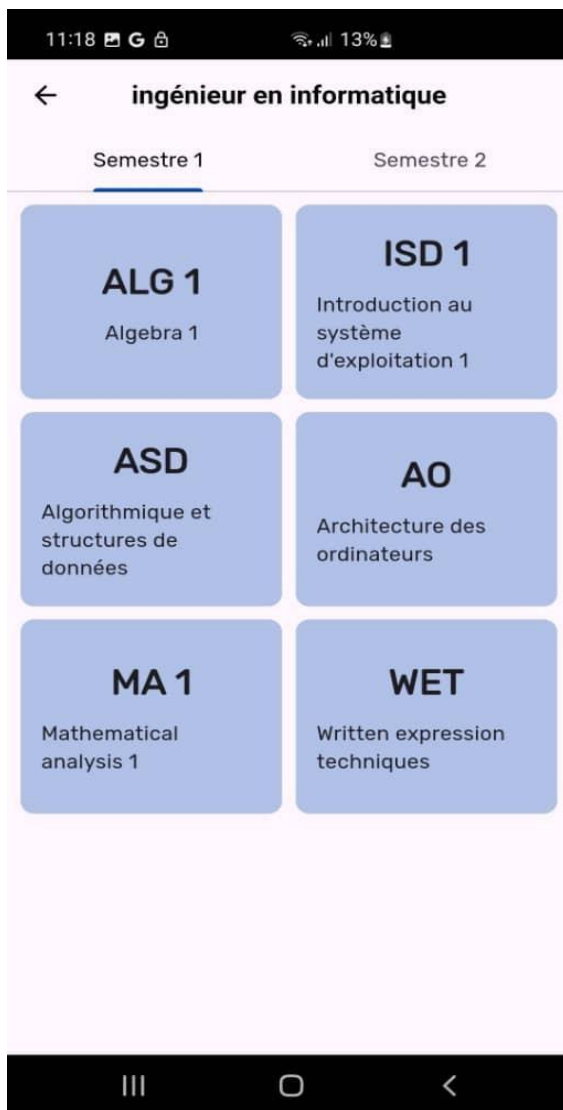 11:18 G 13%
ingénieur en informatique
Semestre 1 Semestre 2
ALG 1
Algebra 1
ISD 1
Introduction au
système
d'exploitation 1
ASD
Algorithmique et
structures de
données
AO
Architecture des
ordinateurs
MA 1
Mathematical
analysis 1
WET
Written expression
techniques